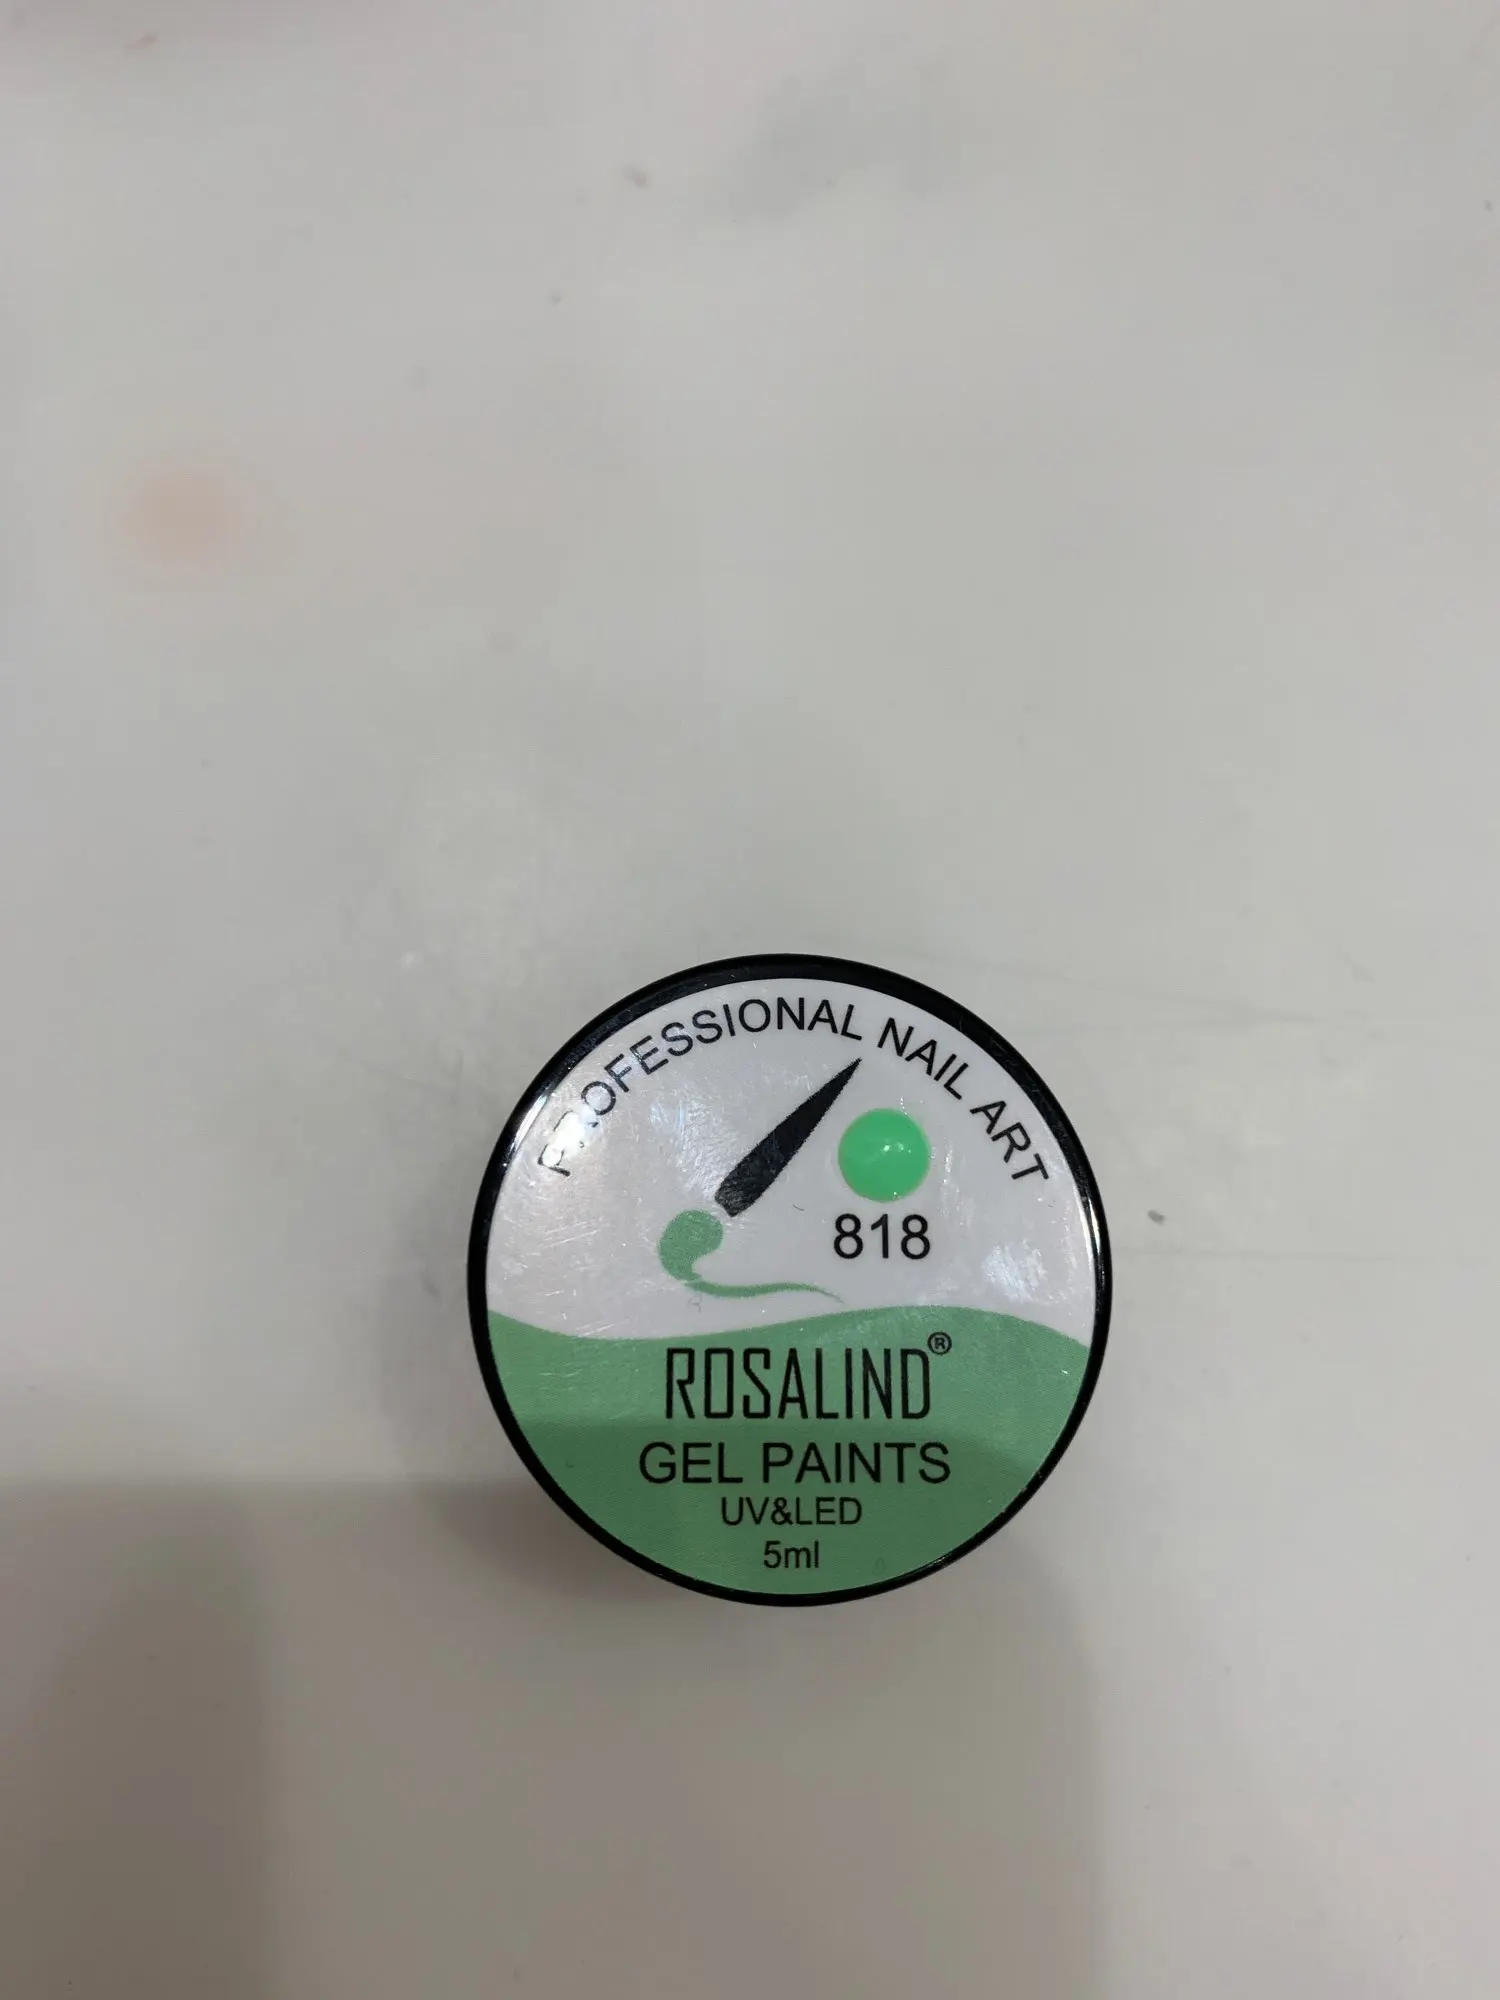 PROFESSIONAL NAIL ART
818
ROSALIND®
GEL PAINTS
UV&LED
5ml